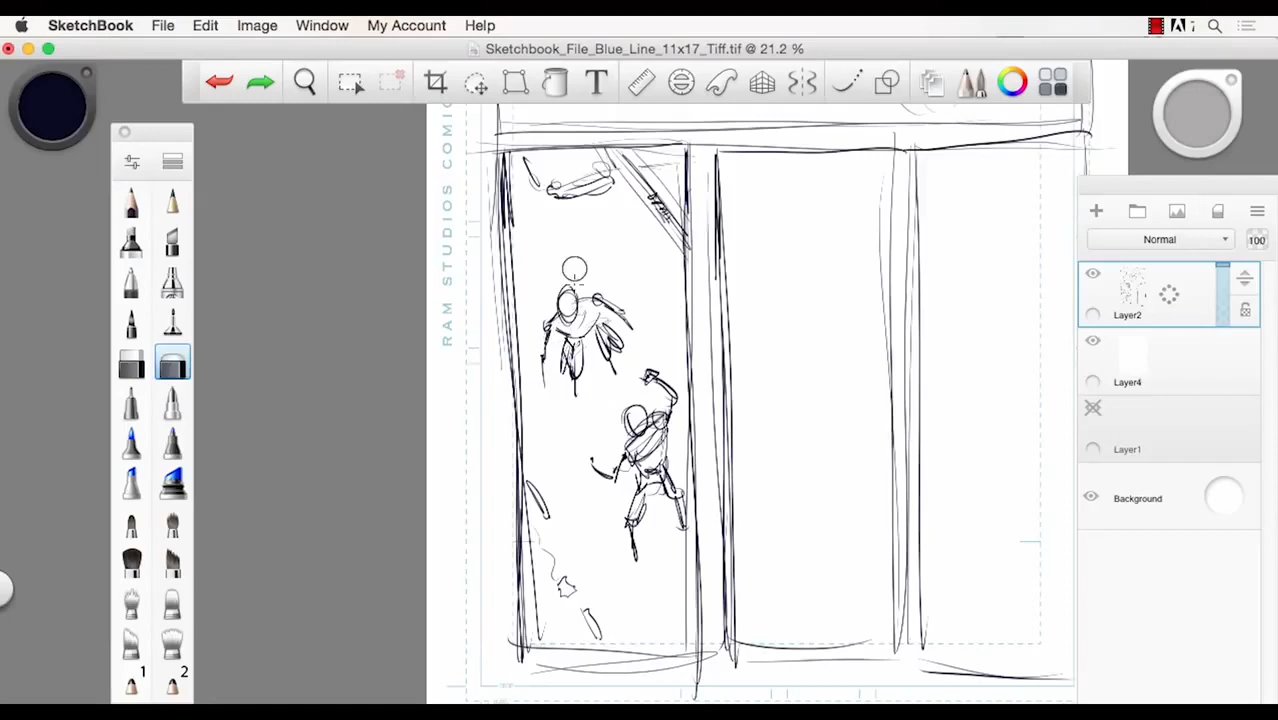 SketchBook File Edit Image Window My Account Help
Sketchbook_File_Blue_Line_11x17_Tiff.tif @ 21.2 %
T
RAM STUDIOS COMIC
Normal
100
Layer2
Layer4
Layer1
Background
1
2